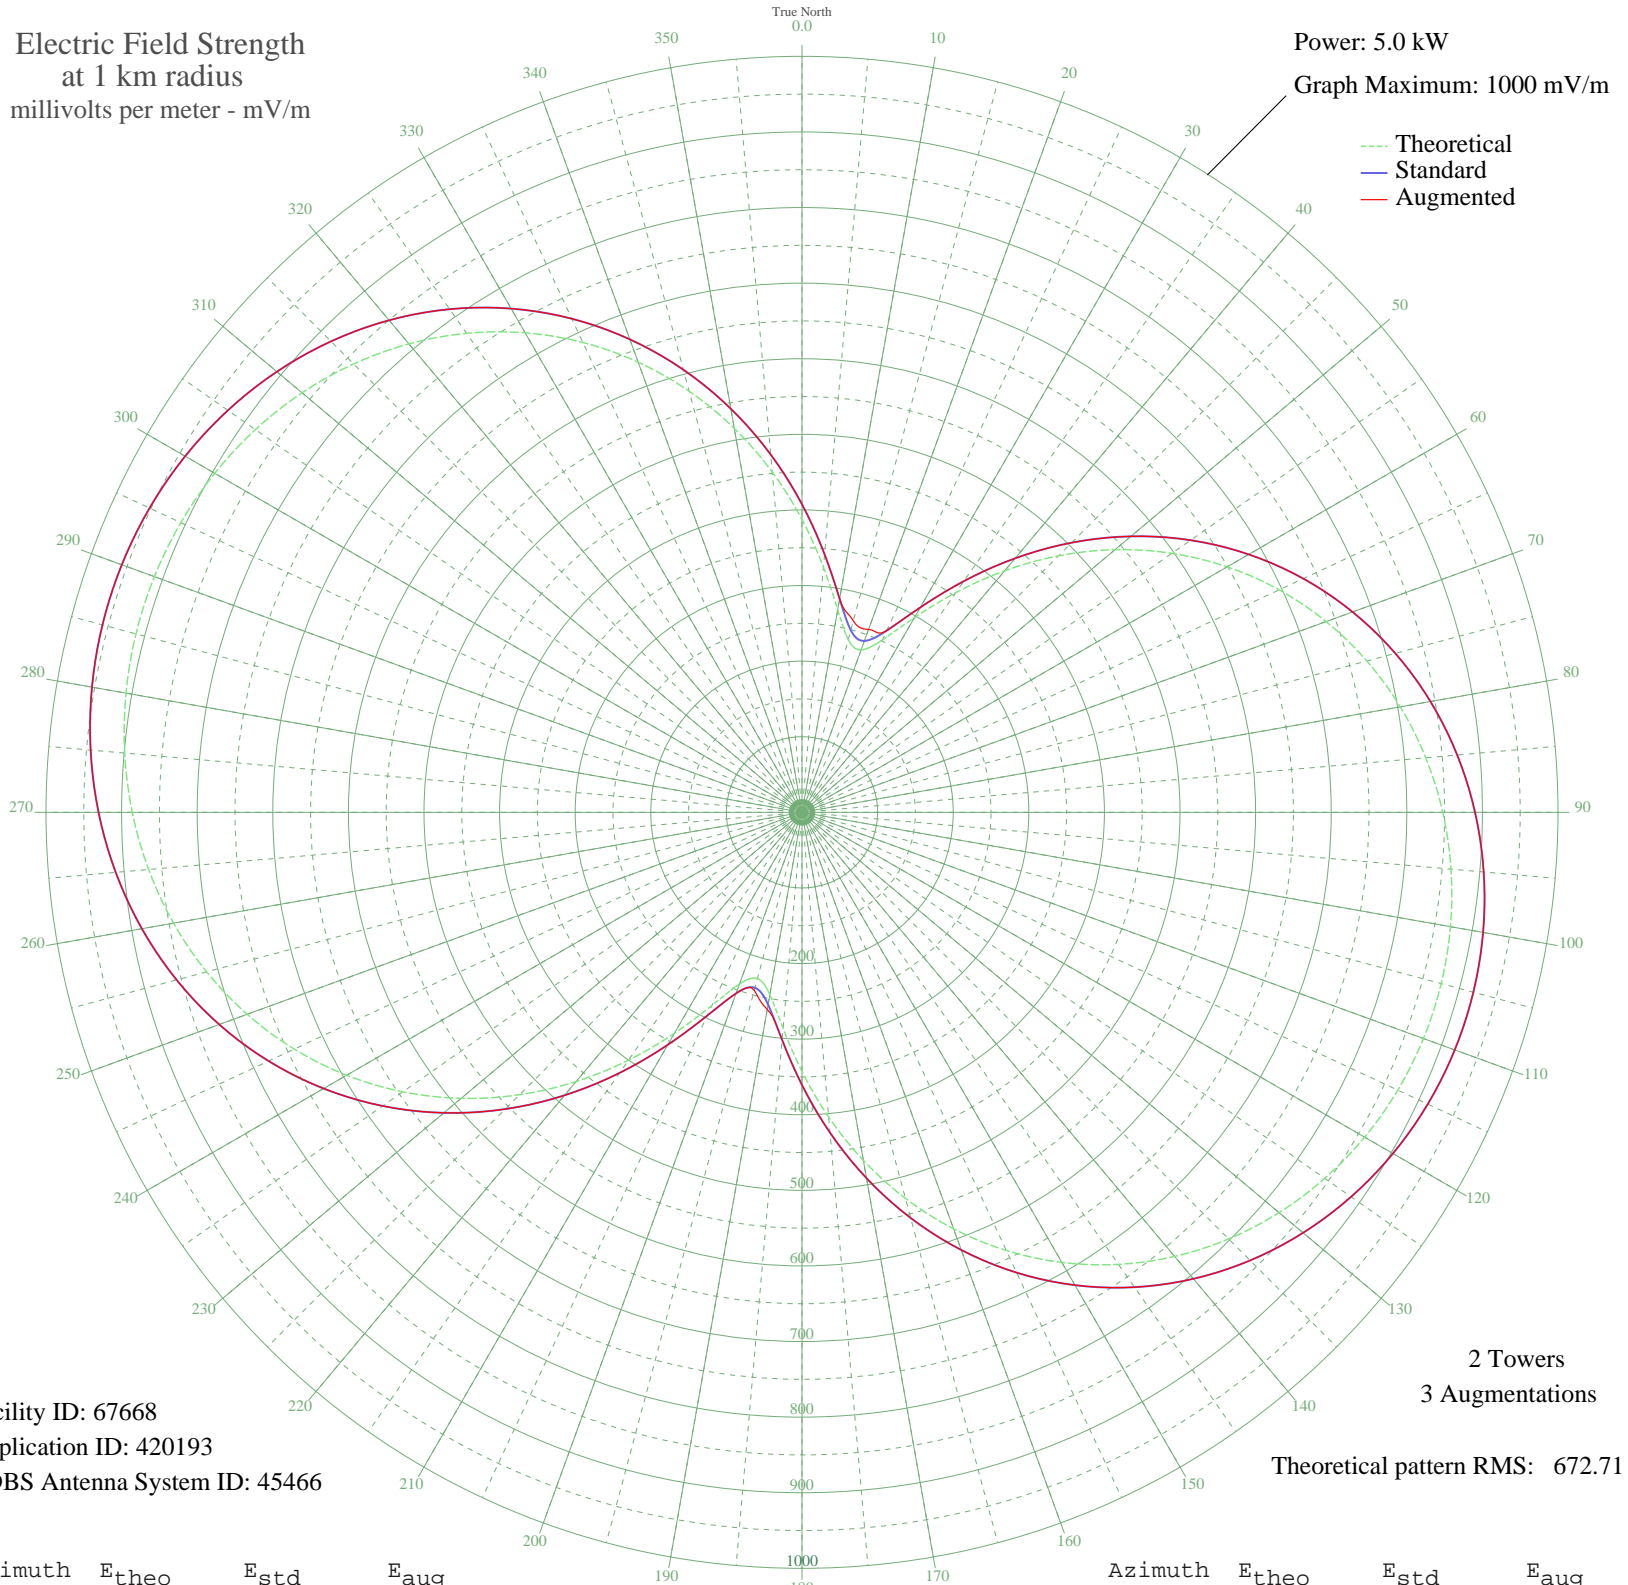 Electric Field Strength
at 1 km radius
millivolts per meter - mV/m
True North
0.0
Power: 5.0 kW
Graph Maximum: 1000 mV/m
Theoretical
Standard
Augmented
10
20
30
40
50
60
70
80
90
100
110
120
130
140
150
160
170
190
200
210
220
230
240
250
260
270
280
290
300
310
320
330
340
350
200
300
400
500
600
700
800
900
1000
2 Towers
3 Augmentations
Theoretical pattern RMS: 672.71
cility ID: 67668
plication ID: 420193
DBS Antenna System ID: 45466
imuth Etheo Estd Eaug
Azimuth Etheo Estd Eaug